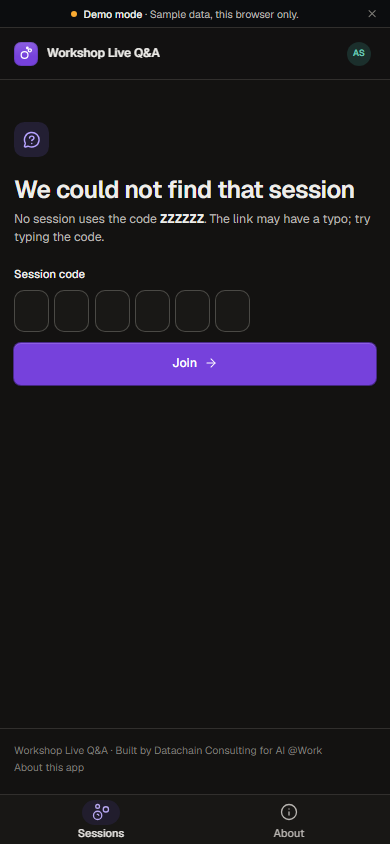 Demo mode · Sample data, this browser only.
Workshop Live Q&A
AS
We could not find that session
No session uses the code ZZZZZZ. The link may have a typo; try
typing the code.
Session code
Join
Workshop Live Q&A · Built by Datachain Consulting for AI @Work
About this app
Sessions
About